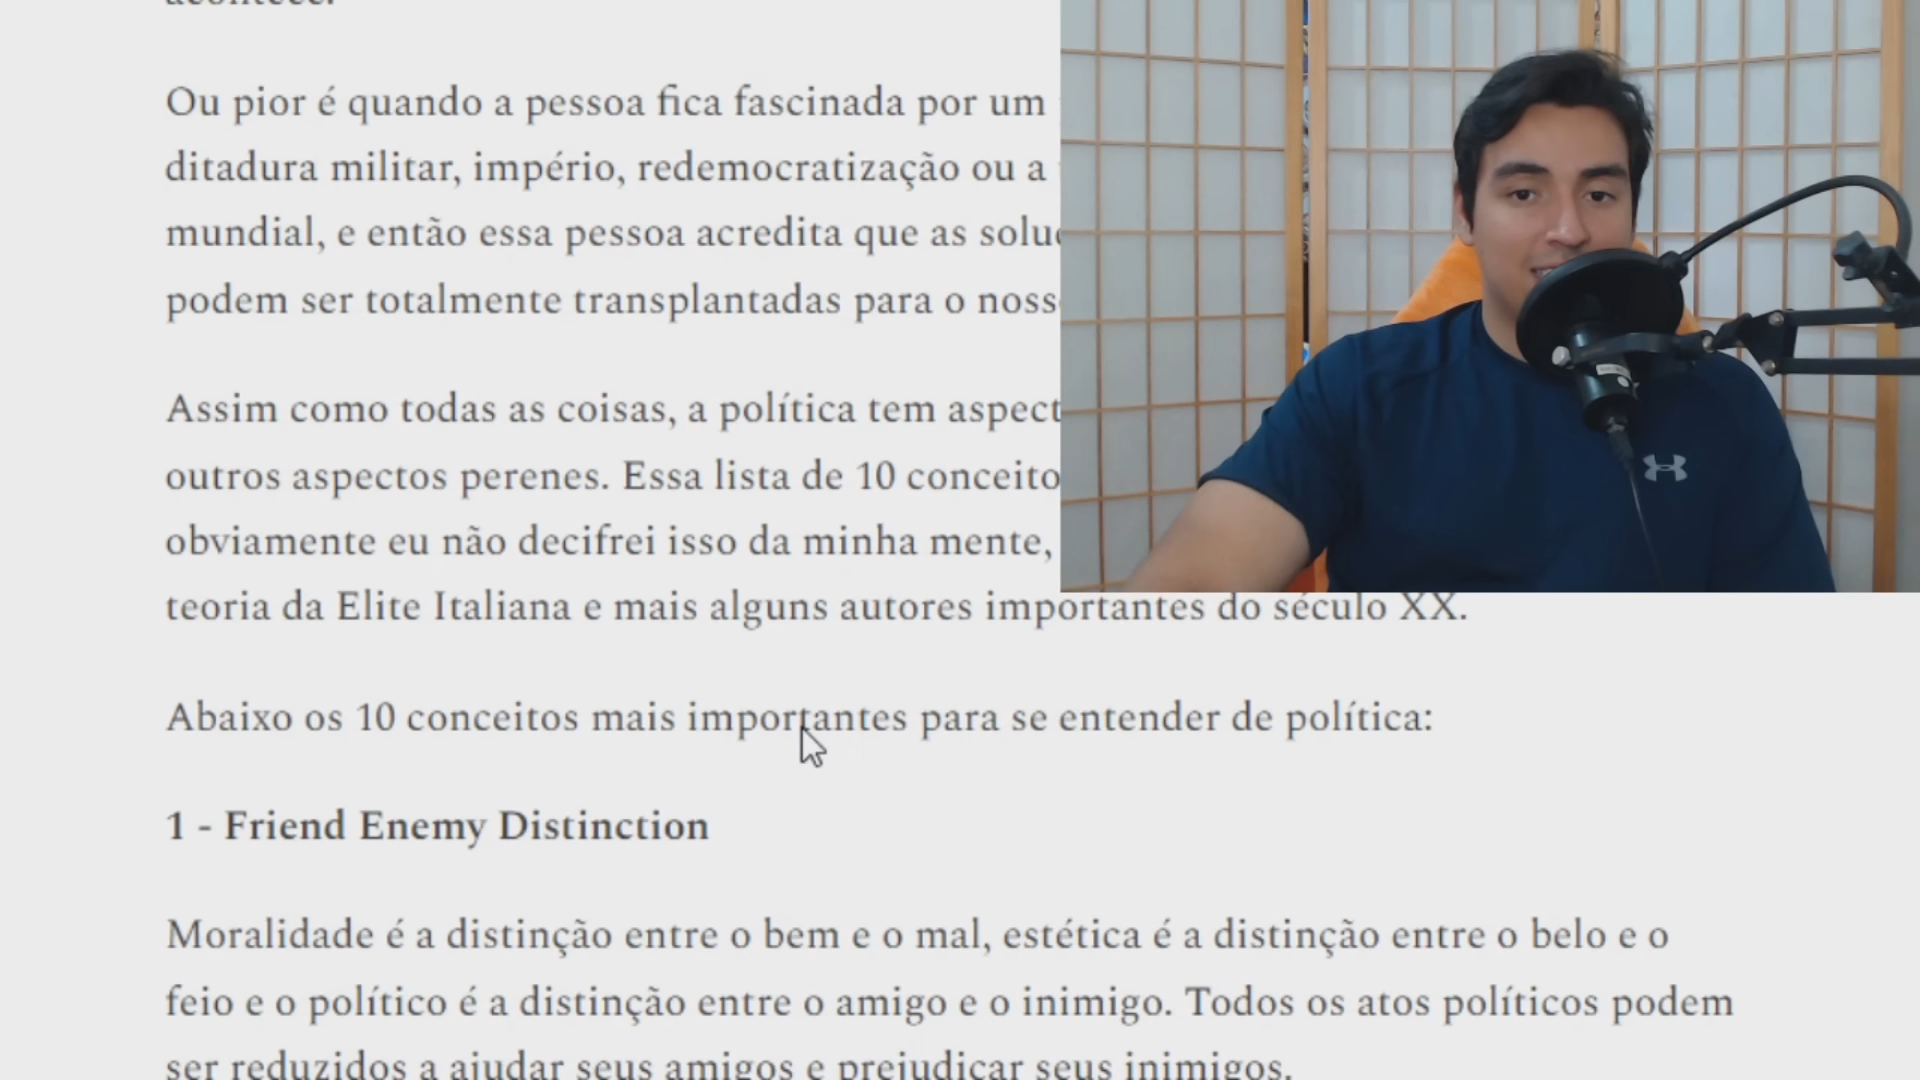 Ou pior é quando a pessoa fica fascinada por um
ditadura militar, império, redemocratização ou a
mundial, e então essa pessoa acredita que as
podem ser totalmente transplantadas para o
Assim como todas as coisas, a política tem
outros aspectos perenes. Essa lista de 10
obviamente eu não decifrei isso da minha mente,
teoria da Elite Italiana e mais alguns autores importantes do século XX.
Abaixo os 10 conceitos mais importantes para se entender de política:
1 - Friend Enemy Distinction
Moralidade é a distinção entre o bem e o mal, estética é a distinção entre o belo e o
feio e o político é a distinção entre o amigo e o inimigo. Todos os atos políticos podem
ser reduzidos a ajudar seus amigos e prejudicar seus inimigos.